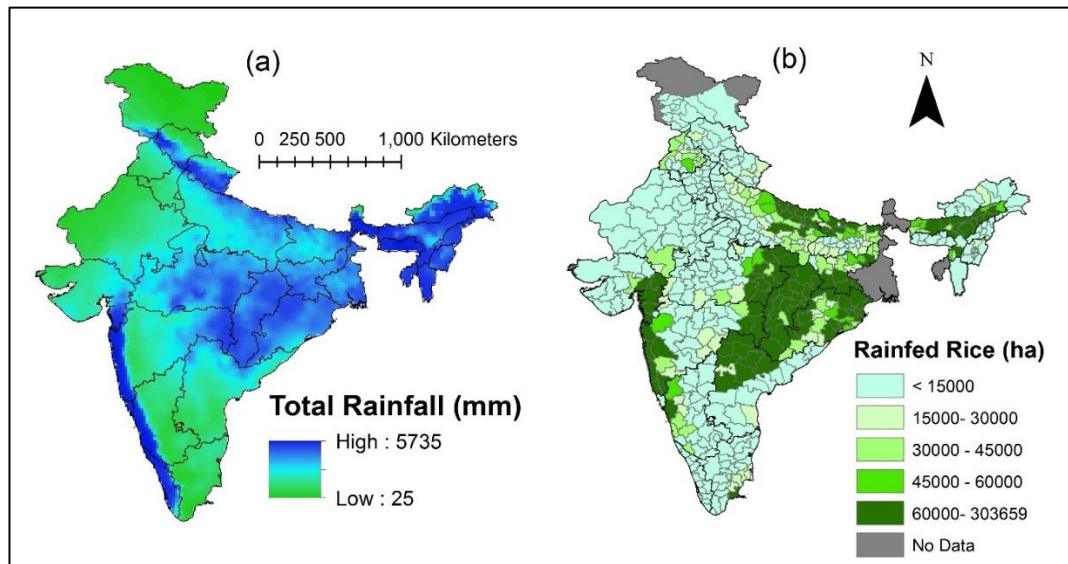 (a)
0 250 500 1,000 Kilometers
Total Rainfall (mm)
High : 5735
Low : 25
(b)
N
Rainfed Rice (ha)
< 15000
15000- 30000
30000 - 45000
45000 - 60000
60000- 303659
No Data